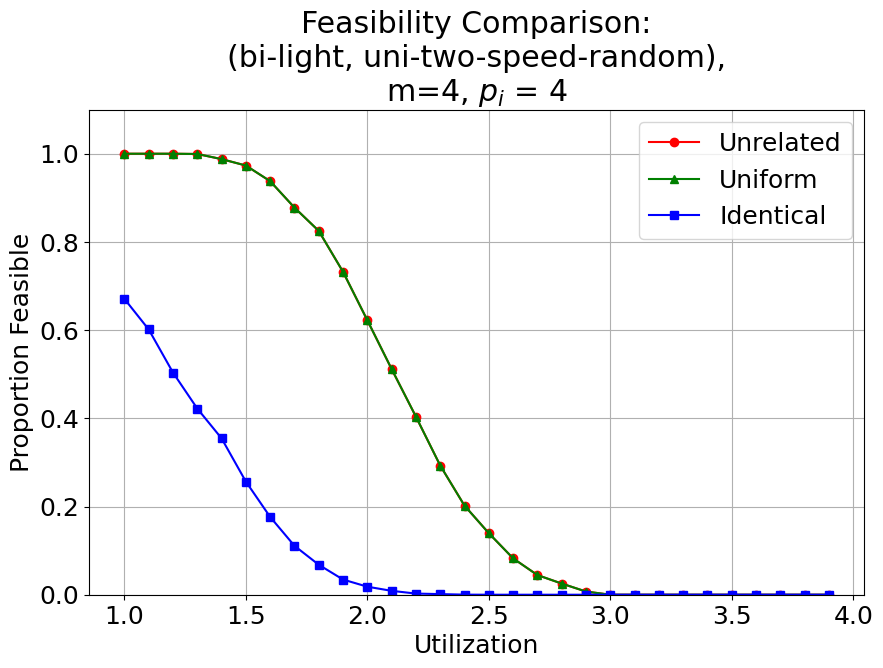 Feasibility Comparison:
(bi-light, uni-two-speed-random),
m=4, $p_i$ = 4
Unrelated
Uniform
Identical
Proportion Feasible
1.0
0.8
0.6
0.4
0.2
0.0
1.0 1.5 2.0 2.5 3.0 3.5 4.0
Utilization